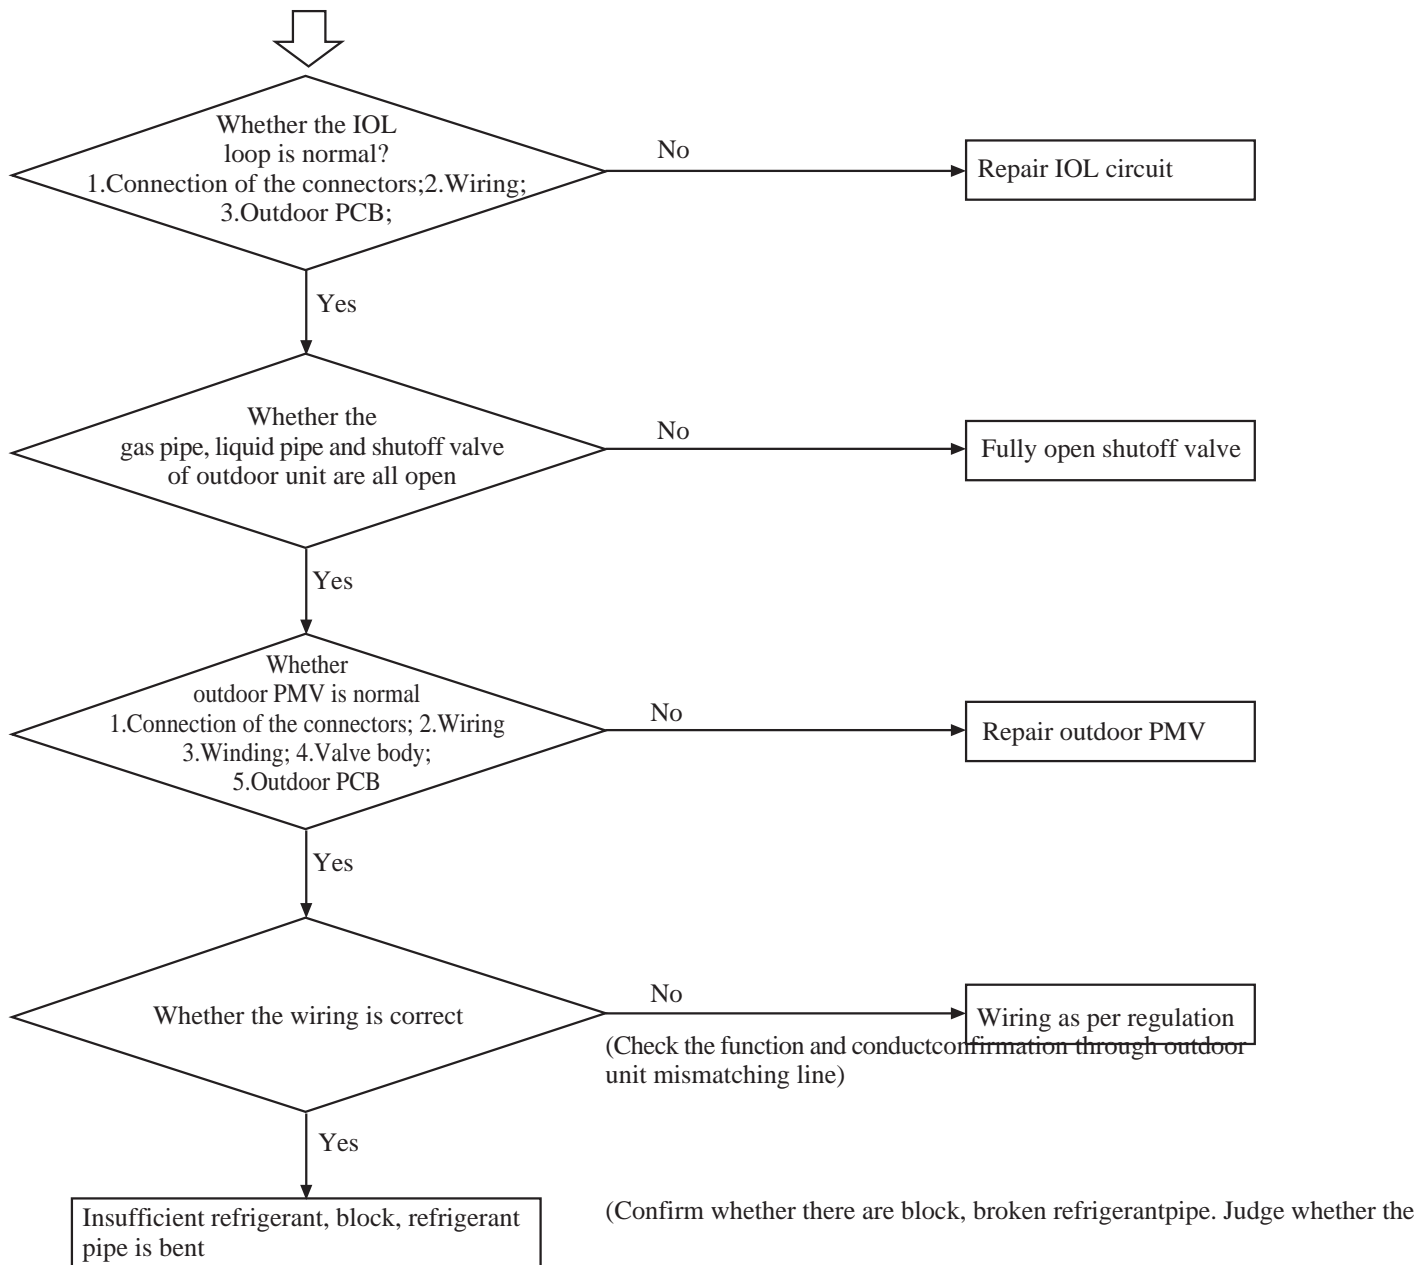 Whether the IOL
loop is normal?
1.Connection of the connectors;2.Wiring;
3.Outdoor PCB;
No
Repair IOL circuit
Yes
Whether the
gas pipe, liquid pipe and shutoff valve
of outdoor unit are all open
No
Fully open shutoff valve
Yes
Whether
outdoor PMV is normal
1.Connection of the connectors; 2.Wiring
3.Winding; 4.Valve body;
5.Outdoor PCB
No
Repair outdoor PMV
Yes
Whether the wiring is correct
No
Wiring as per regulation
(Check the function and conductconfirmation through outdoor
unit mismatching line)
Yes
Insufficient refrigerant, block, refrigerant
pipe is bent
(Confirm whether there are block, broken refrigerantpipe. Judge whether the